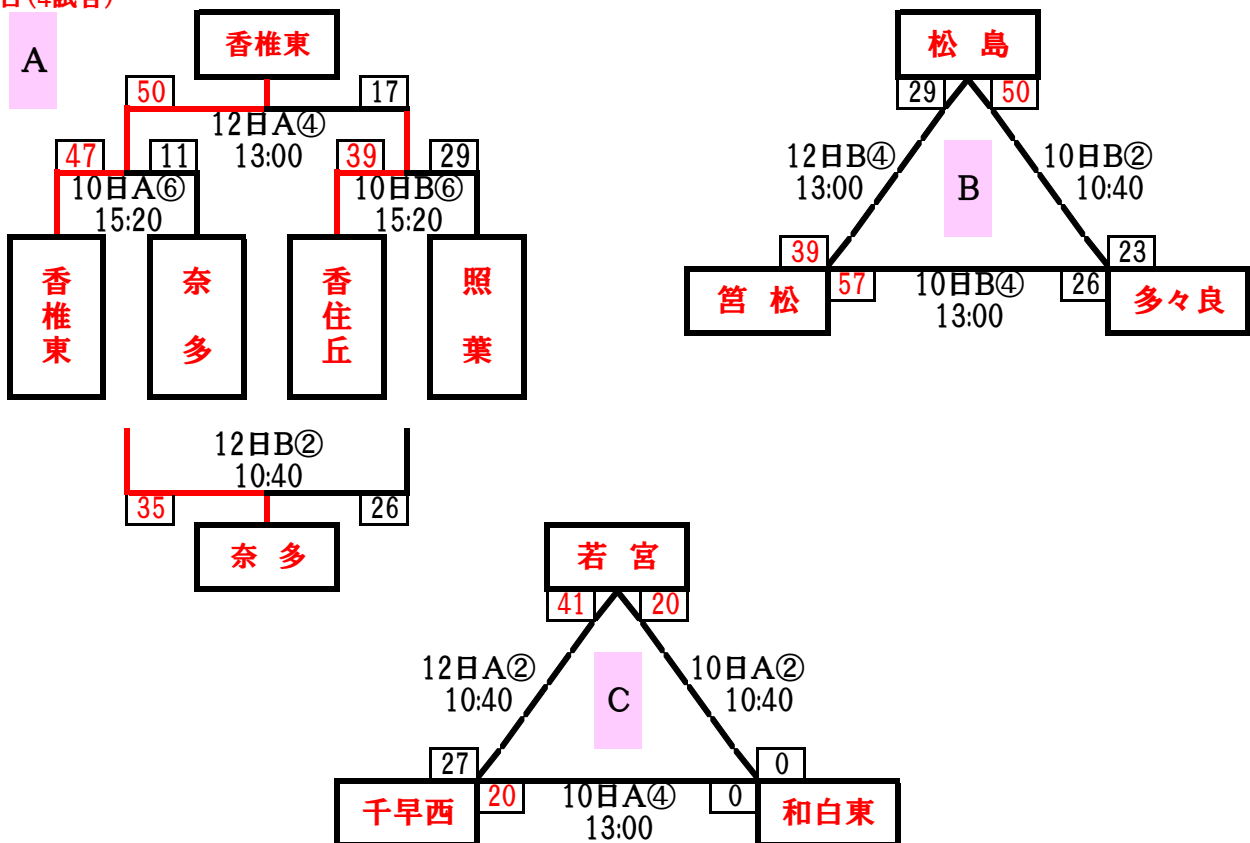 (4試合)
A
香椎東
50
17
12日A④
13:00
47
11
39
29
10日A⑥
15:20
10日B⑥
15:20
香椎東
奈多
香住丘
照葉
12日B②
10:40
35
26
奈多
松島
29
50
12日B④
13:00
10日B②
10:40
B
39
23
筥松
57
10日B④
13:00
26
多々良
若宮
41
20
12日A②
10:40
10日A②
10:40
C
27
0
千早西
20
10日A④
13:00
0
和白東